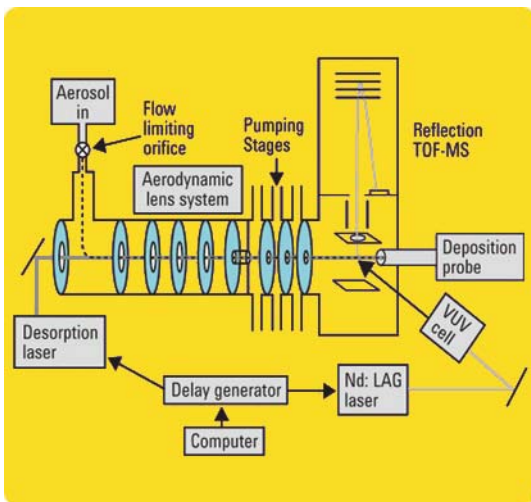 Aerosol
in
Flow
limiting
orifice
Pumping
Stages
Reflection
TOF-MS
Aerodynamic
lens system
Deposition
probe
VUV
cell
Desorption
laser
Delay generator
Nd: LAG
laser
Computer